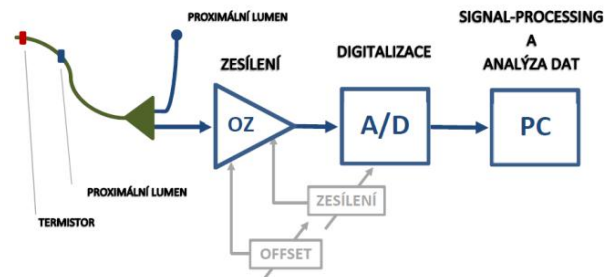 PROXIMÁLNÍ LUMEN
SIGNAL-PROCESSING
A
ANALÝZA DAT
ZESÍLENÍ
DIGITALIZACE
OZ
A/D
PC
PROXIMÁLNÍ LUMEN
TERMISTOR
ZESÍLENÍ
OFFSET